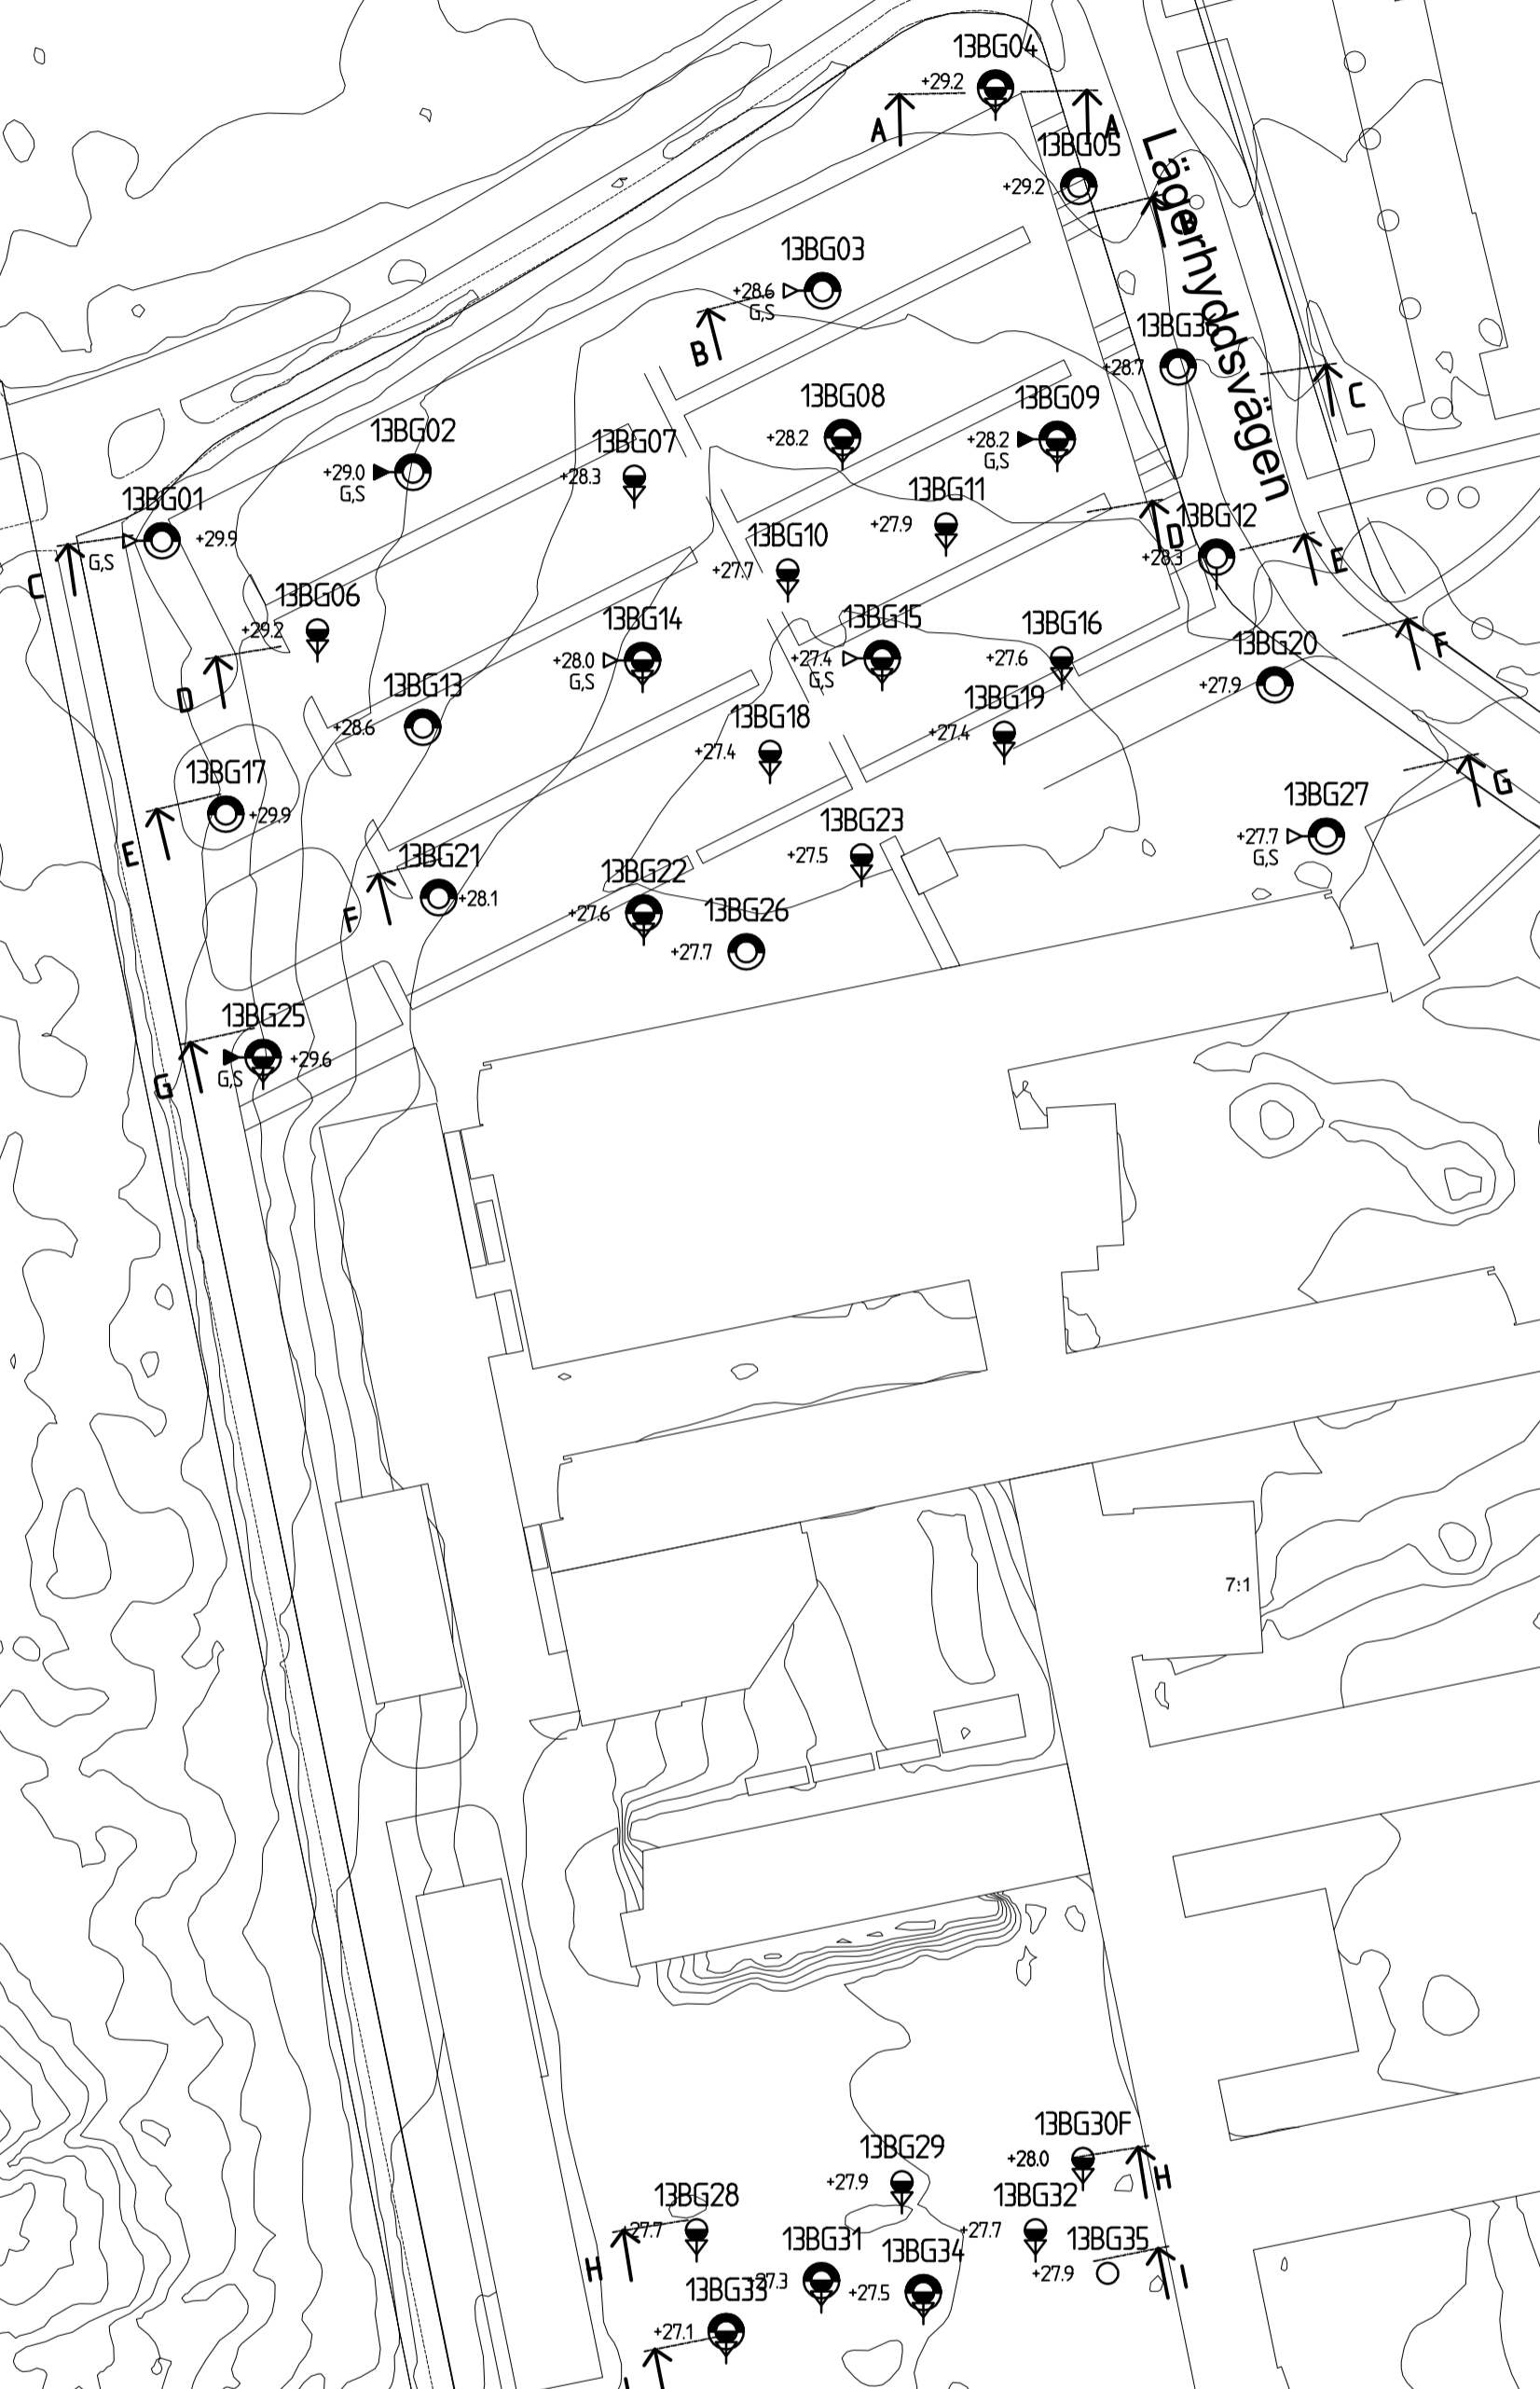 13BG04
+29.2
A
A
13BG05
+29.2
Lägerhyddsvägen
B
13BG03
+28.6
G,S
B
13BG36
+28.7
C
13BG08
+28.2
13BG09
+28.2
G,S
13BG02
+29.0
G,S
13BG07
+28.3
13BG01
+29.9
G,S
C
13BG11
+27.9
13BG10
+27.7
13BG12
+28.3
D
E
13BG06
+29.2
D
13BG14
+28.0
G,S
13BG15
+27.4
G,S
13BG16
+27.6
13BG20
+27.9
F
13BG13
+28.6
13BG18
+27.4
13BG19
+27.4
G
13BG17
+29.9
E
13BG27
+27.7
G,S
13BG23
+27.5
13BG21
+28.1
F
13BG22
+27.6
13BG26
+27.7
13BG25
+29.6
G,S
G
7:1
13BG30F
+28.0
H
13BG29
+27.9
13BG28
+27.7
H
13BG32
+27.7
13BG31
+27.3
13BG34
+27.5
13BG35
+27.9
I
13BG33
+27.1